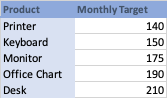 Product Monthly Target
Printer 140
Keyboard 150
Monitor 175
Office Chart 190
Desk 210